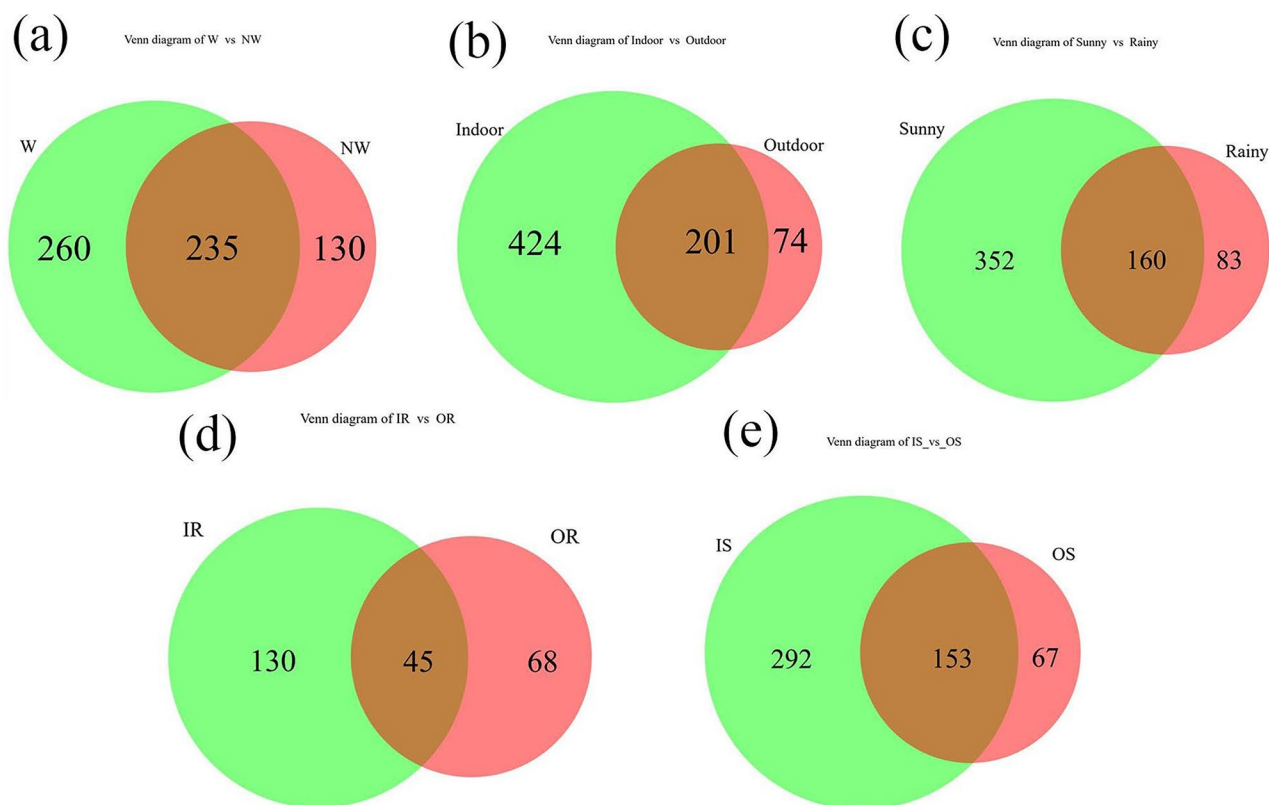 (a)
Venn diagram of W vs NW
W
NW
260
235
130
(b)
Venn diagram of Indoor vs Outdoor
Indoor
Outdoor
424
201
74
(c)
Venn diagram of Sunny vs Rainy
Sunny
Rainy
352
160
83
(d)
Venn diagram of IR vs OR
IR
OR
130
45
68
(e)
Venn diagram of IS_vs_OS
IS
OS
292
153
67